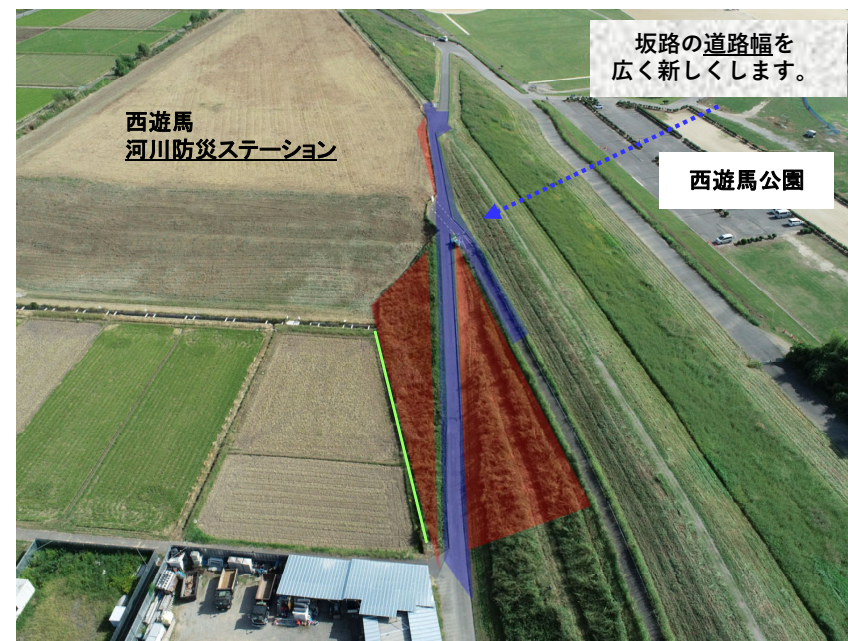 坂路の道路幅を
広く新しくします。
西遊馬
河川防災ステーション
西遊馬公園